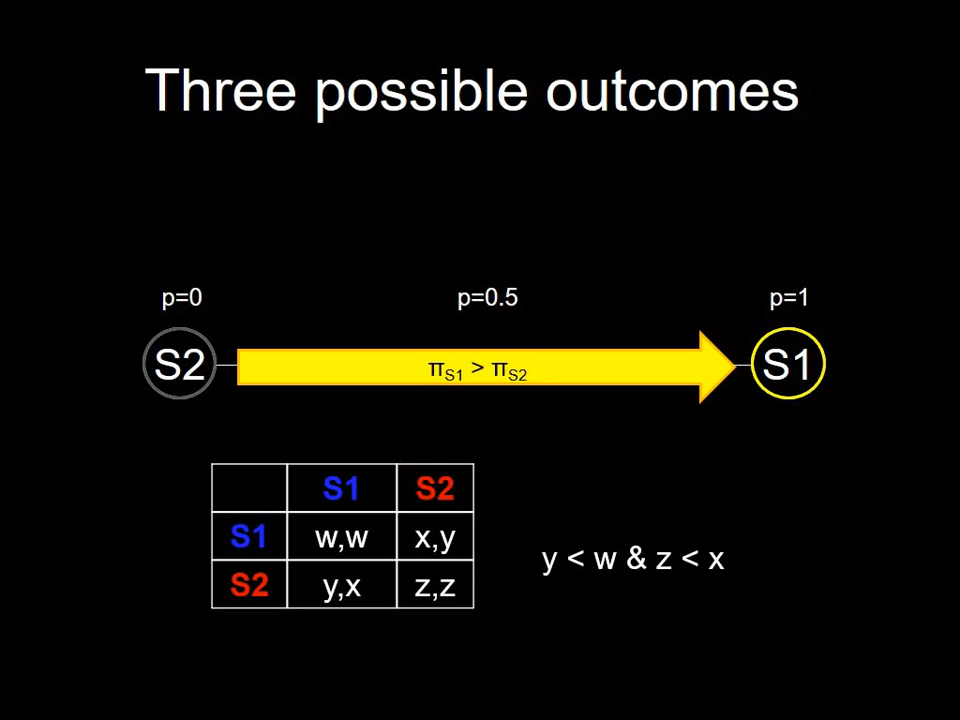 Three possible outcomes
p=0 p=0.5 p=1
S2 πS1 > πS2 S1
S1 S2
S1 w,w x,y
S2 y,x z,z
y < w & z < x